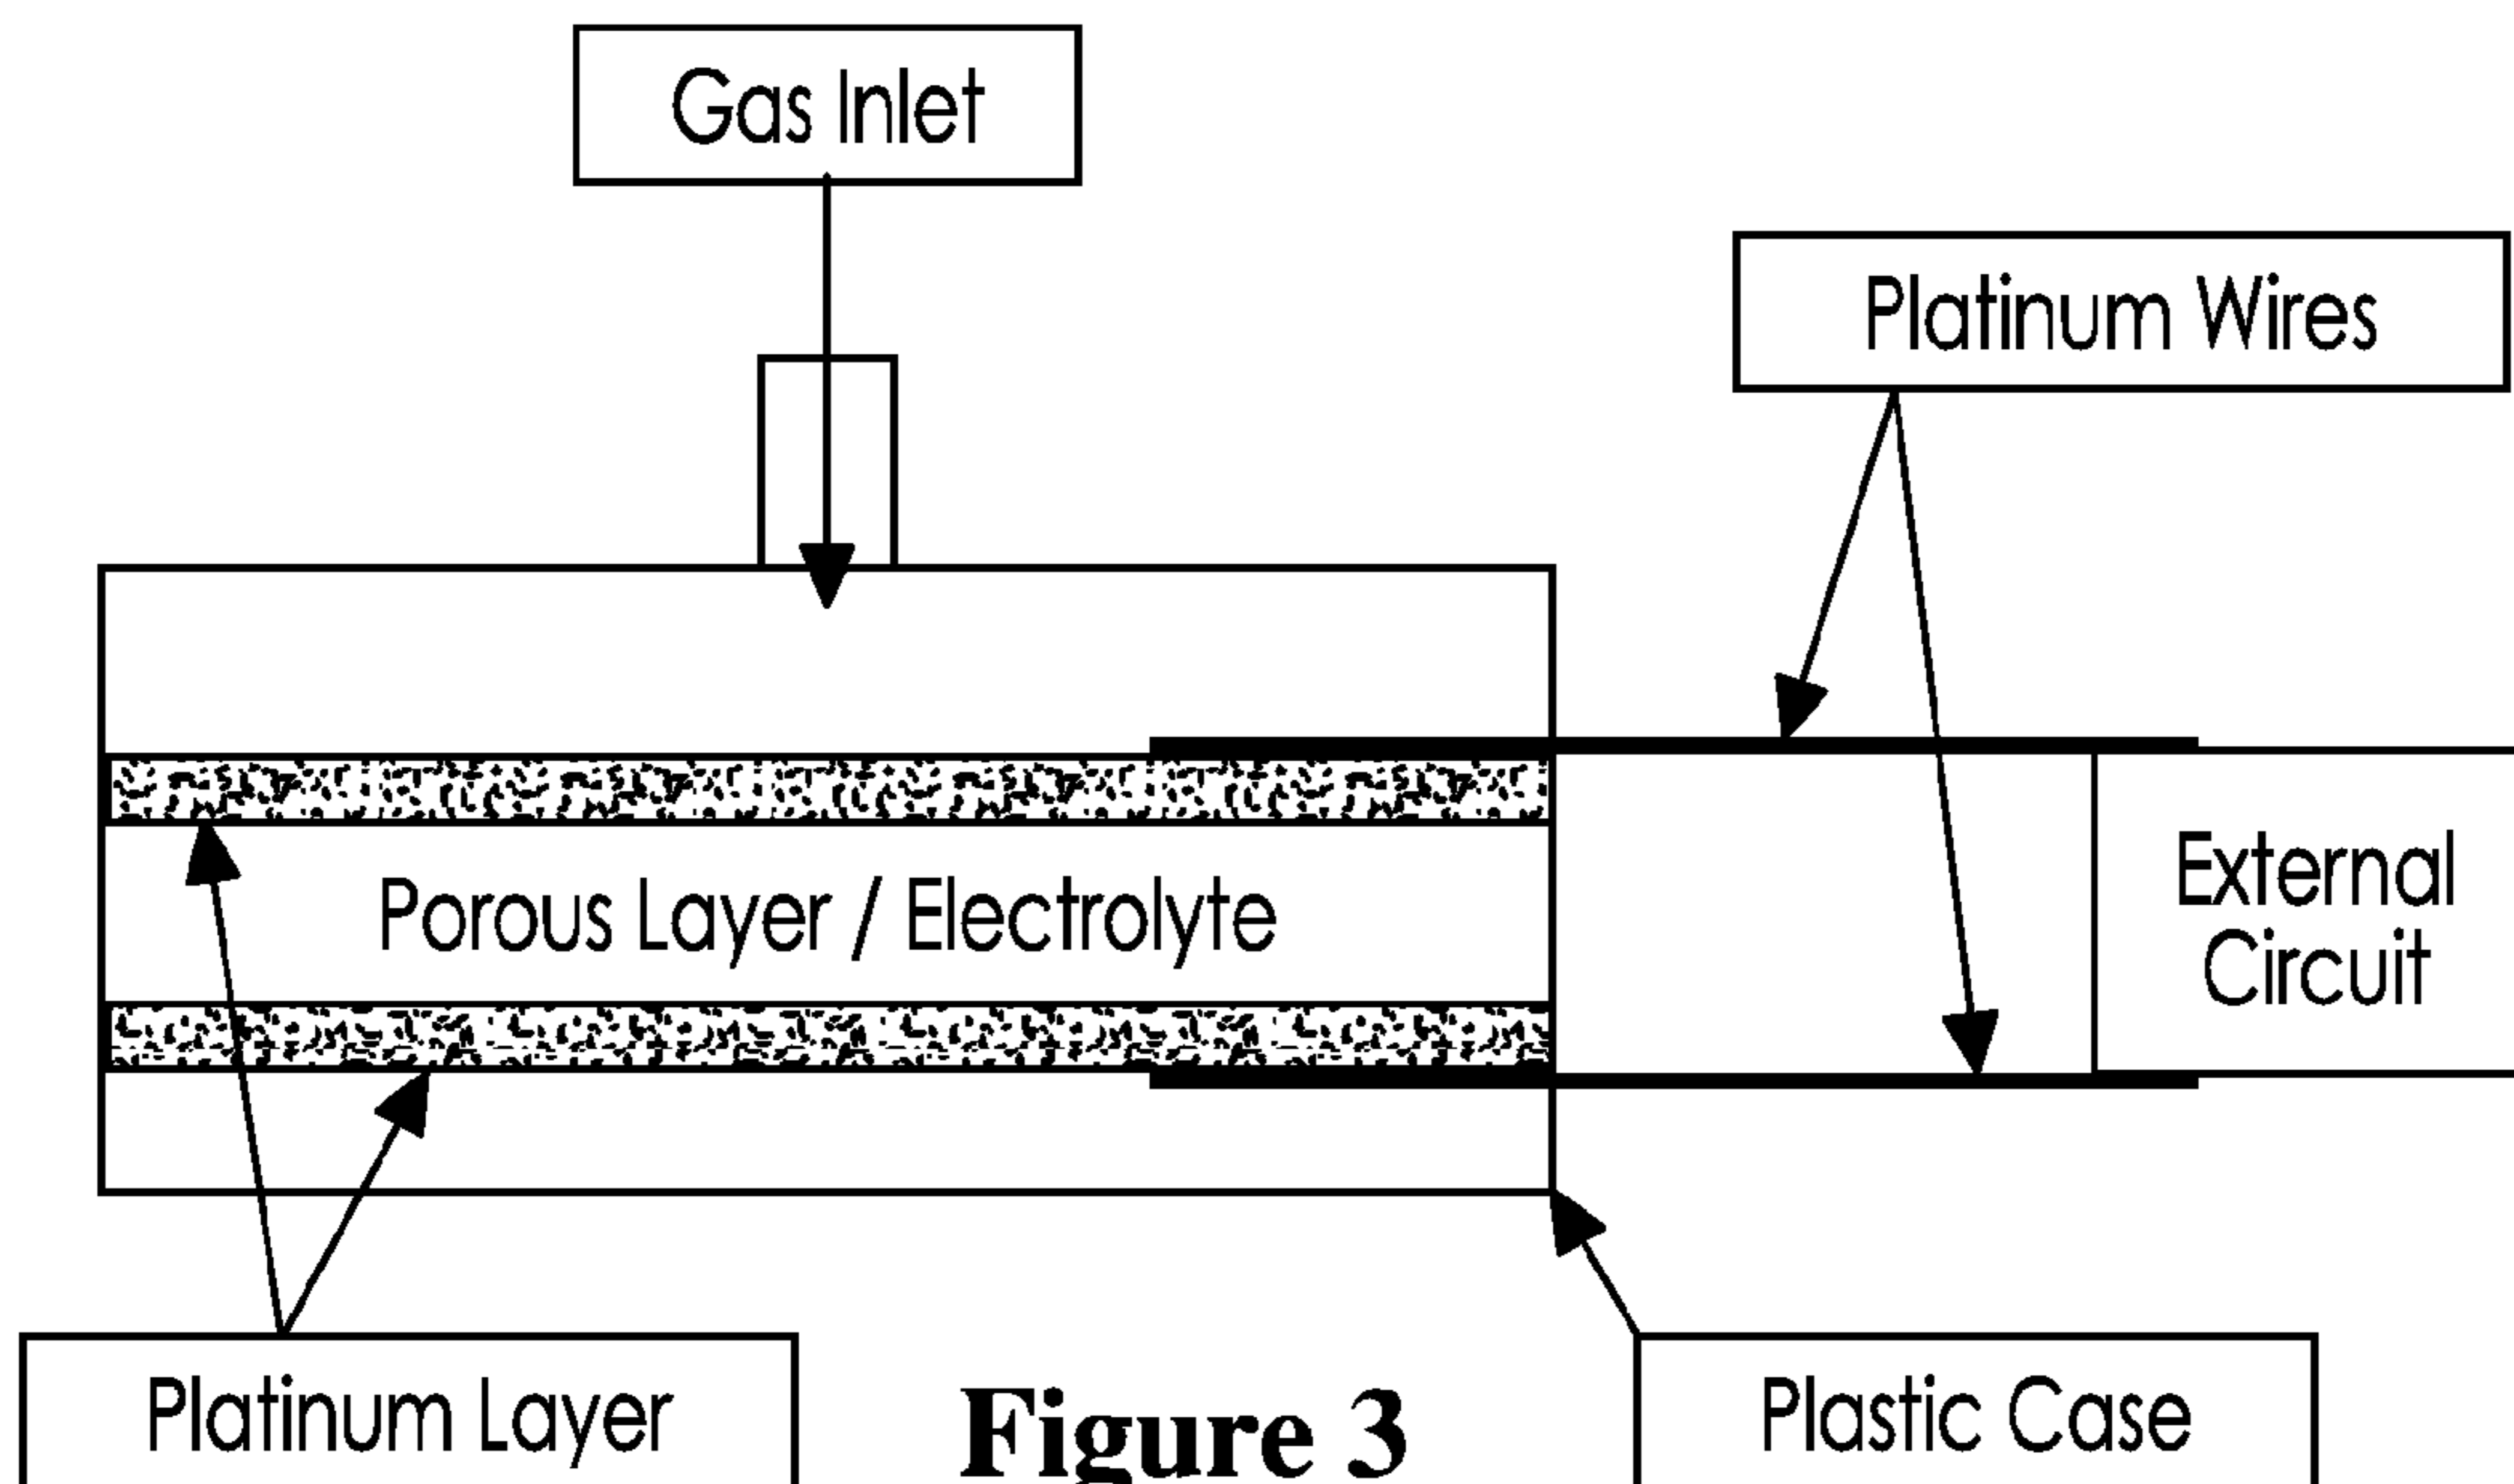 Gas Inlet
Platinum Wires
Porous Layer / Electrolyte
External
Circuit
Platinum Layer
Figure 3
Plastic Case